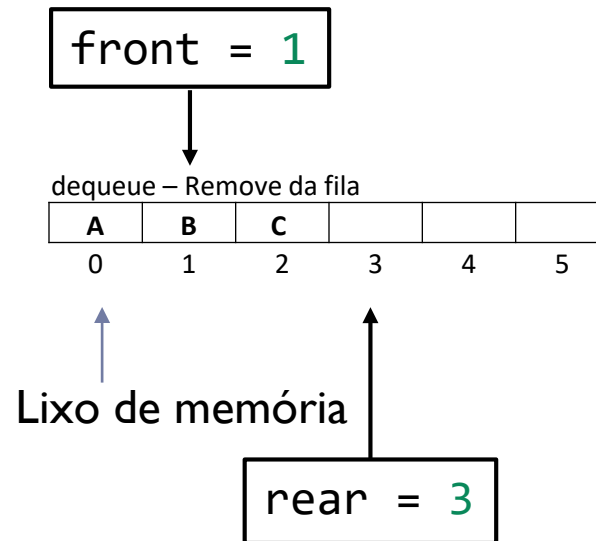 front = 1
dequeue – Remove da fila
A B C
0 1 2 3 4 5
Lixo de memória
rear = 3